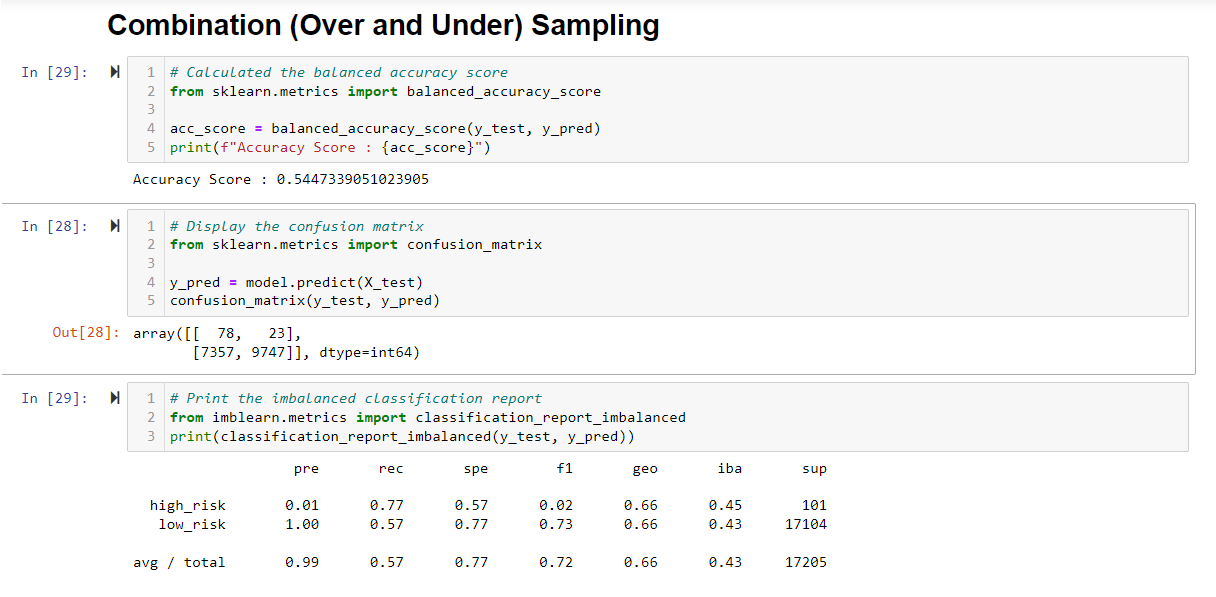 Combination (Over and Under) Sampling
In [29]:
1 # Calculated the balanced accuracy score
2 from sklearn.metrics import balanced_accuracy_score
3
4 acc_score = balanced_accuracy_score(y_test, y_pred)
5 print(f"Accuracy Score : {acc_score}")
Accuracy Score : 0.5447339051023905
In [28]:
1 # Display the confusion matrix
2 from sklearn.metrics import confusion_matrix
3
4 y_pred = model.predict(X_test)
5 confusion_matrix(y_test, y_pred)
Out[28]: array([[ 78, 23],
[7357, 9747]], dtype=int64)
In [29]:
1 # Print the imbalanced classification report
2 from imblearn.metrics import classification_report_imbalanced
3 print(classification_report_imbalanced(y_test, y_pred))
pre rec spe f1 geo iba sup
high_risk 0.01 0.77 0.57 0.02 0.66 0.45 101
low_risk 1.00 0.57 0.77 0.73 0.66 0.43 17104
avg / total 0.99 0.57 0.77 0.72 0.66 0.43 17205